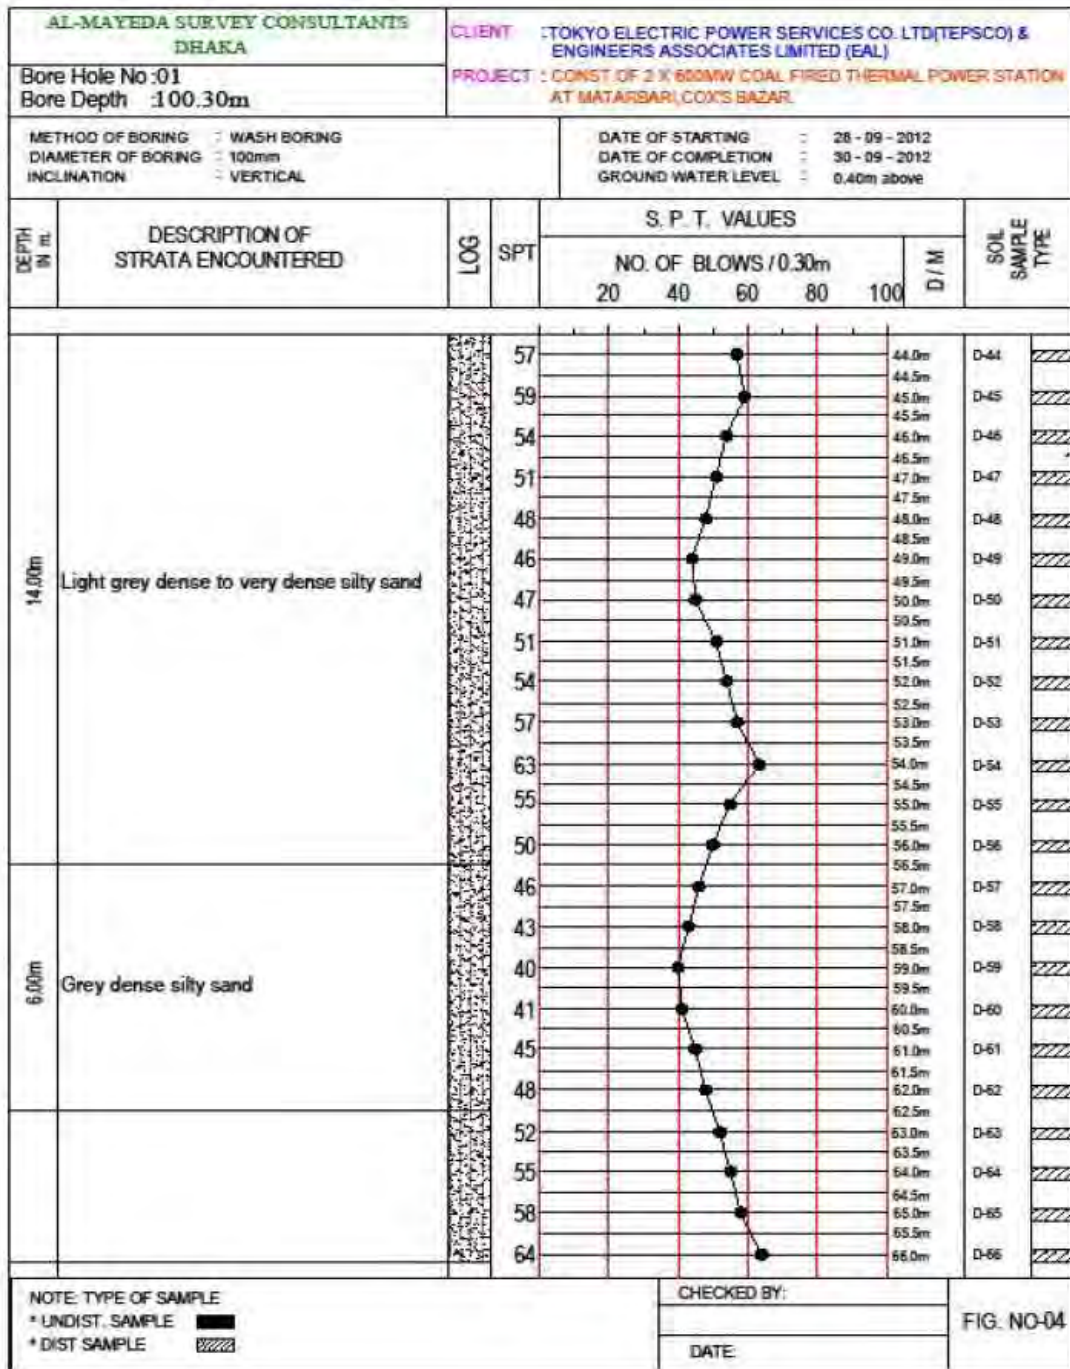 AL-MAYEDA SURVEY CONSULTANTS
DHAKA
Bore Hole No :01
Bore Depth :100.30m
CLIENT :TOKYO ELECTRIC POWER SERVICES CO. LTD(TEPSCO) &
ENGINEERS ASSOCIATES LIMITED (EAL)
PROJECT : CONST OF 2 X 600MW COAL FIRED THERMAL POWER STATION
AT MATARBARI,COX'S BAZAR.
METHOD OF BORING : WASH BORING
DIAMETER OF BORING : 100mm
INCLINATION : VERTICAL
DATE OF STARTING : 28 - 09 - 2012
DATE OF COMPLETION : 30 - 09 - 2012
GROUND WATER LEVEL : 0.40m above
DEPTH IN m.
DESCRIPTION OF
STRATA ENCOUNTERED
LOG
SPT
S. P. T. VALUES
NO. OF BLOWS / 0.30m
20 40 60 80 100
D / M
SOIL SAMPLE TYPE
57 44.0m D-44
44.5m
59 45.0m D-45
45.5m
54 46.0m D-46
46.5m
51 47.0m D-47
47.5m
48 48.0m D-48
48.5m
46 49.0m D-49
49.5m
14.00m Light grey dense to very dense silty sand
47 50.0m D-50
50.5m
51 51.0m D-51
51.5m
54 52.0m D-52
52.5m
57 53.0m D-53
53.5m
63 54.0m D-54
54.5m
55 55.0m D-55
55.5m
50 56.0m D-56
56.5m
46 57.0m D-57
57.5m
43 58.0m D-58
58.5m
40 59.0m D-59
6.00m Grey dense silty sand
59.5m
41 60.0m D-60
60.5m
45 61.0m D-61
61.5m
48 62.0m D-62
62.5m
52 63.0m D-63
63.5m
55 64.0m D-64
64.5m
58 65.0m D-65
65.5m
64 66.0m D-66
NOTE: TYPE OF SAMPLE
* UNDIST. SAMPLE
* DIST SAMPLE
CHECKED BY:
DATE:
FIG. NO-04